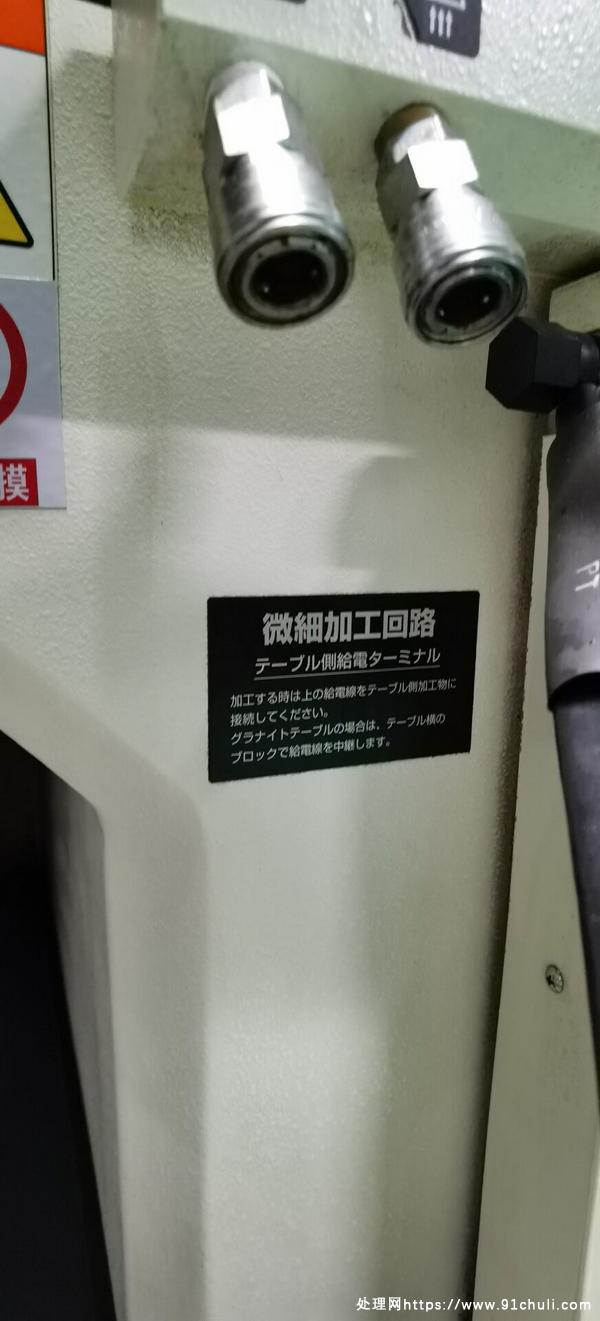 摸
PT
微細加工回路
テーブル側給電ターミナル
加工する時は上の給電線をテーブル側加工物に
接続してください。
グラナイトテーブルの場合は、テーブル横の
ブロックで給電線を中継します。
处理网https://www.91chuli.com/